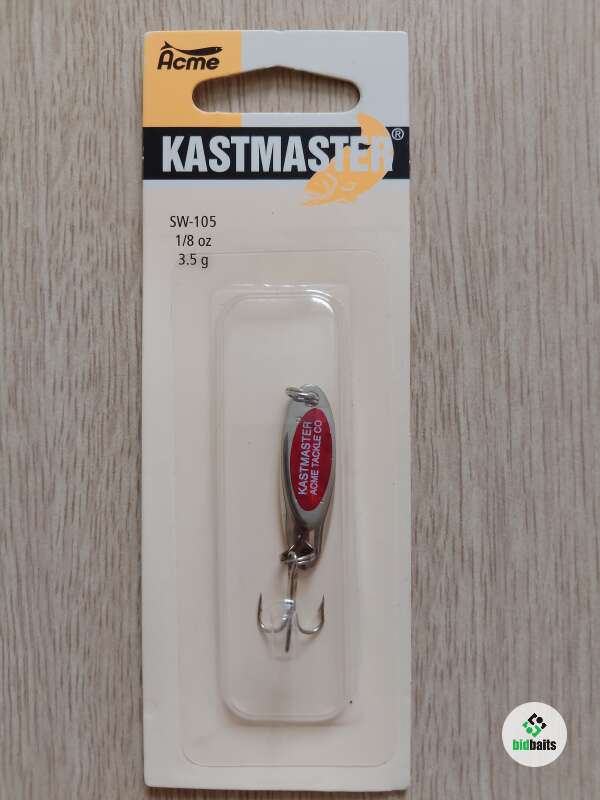 Acme
KASTMASTER®
SW-105
1/8 oz
3.5 g
KASTMASTER
ACME TACKLE CO
bidbaits